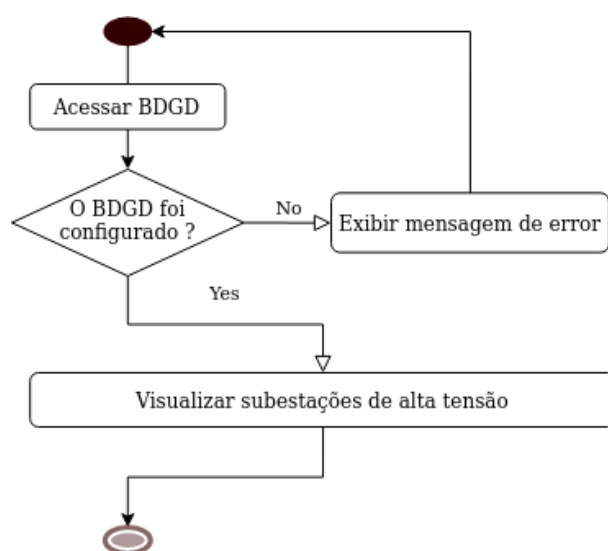 Acessar BDGD
O BDGD foi
configurado ?
No
Exibir mensagem de error
Yes
Visualizar subestações de alta tensão